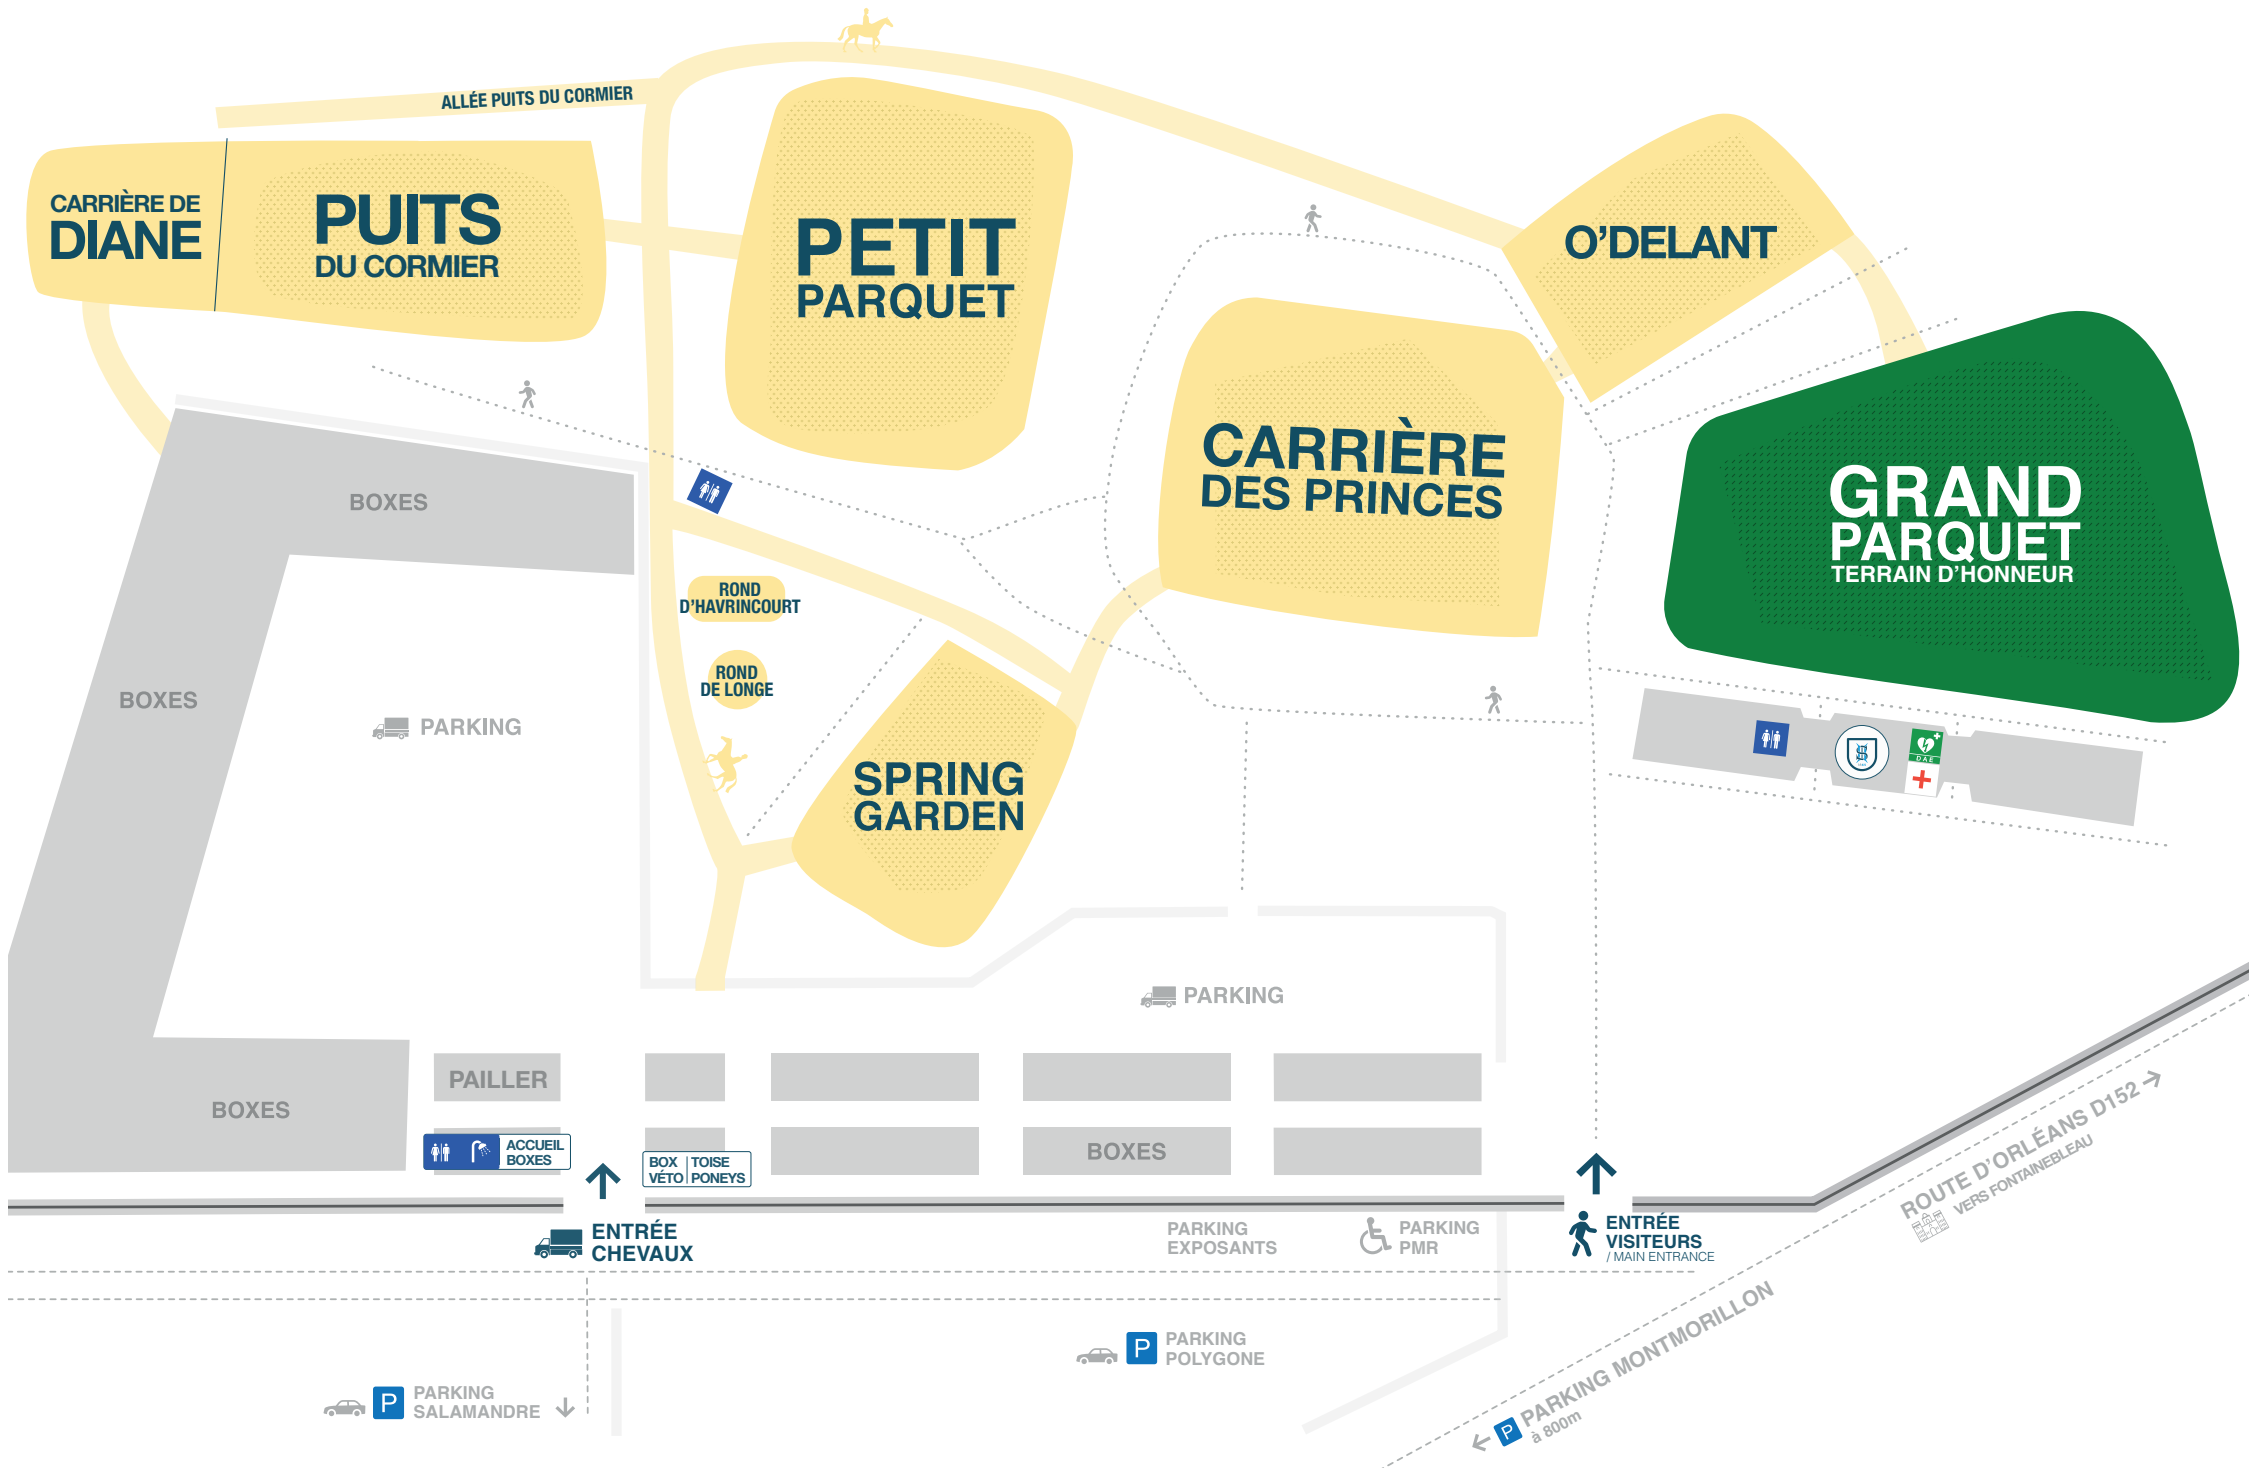 ALLÉE PUITS DU CORMIER
CARRIÈRE DE
DIANE
PUITS
DU CORMIER
PETIT
PARQUET
O'DELANT
CARRIÈRE
DES PRINCES
GRAND
PARQUET
TERRAIN D'HONNEUR
BOXES
ROND
D'HAVRINCOURT
ROND
DE LONGE
BOXES
PARKING
SPRING
GARDEN
DAE
PARKING
PAILLER
BOXES
ACCUEIL
BOXES
BOX
VÉTO
TOISE
PONEYS
BOXES
ENTRÉE
CHEVAUX
PARKING
EXPOSANTS
PARKING
PMR
ENTRÉE
VISITEURS
/ MAIN ENTRANCE
ROUTE D'ORLÉANS D152
VERS FONTAINEBLEAU
P
PARKING
SALAMANDRE
P
PARKING
POLYGONE
P
PARKING MONTMORILLON
à 800m